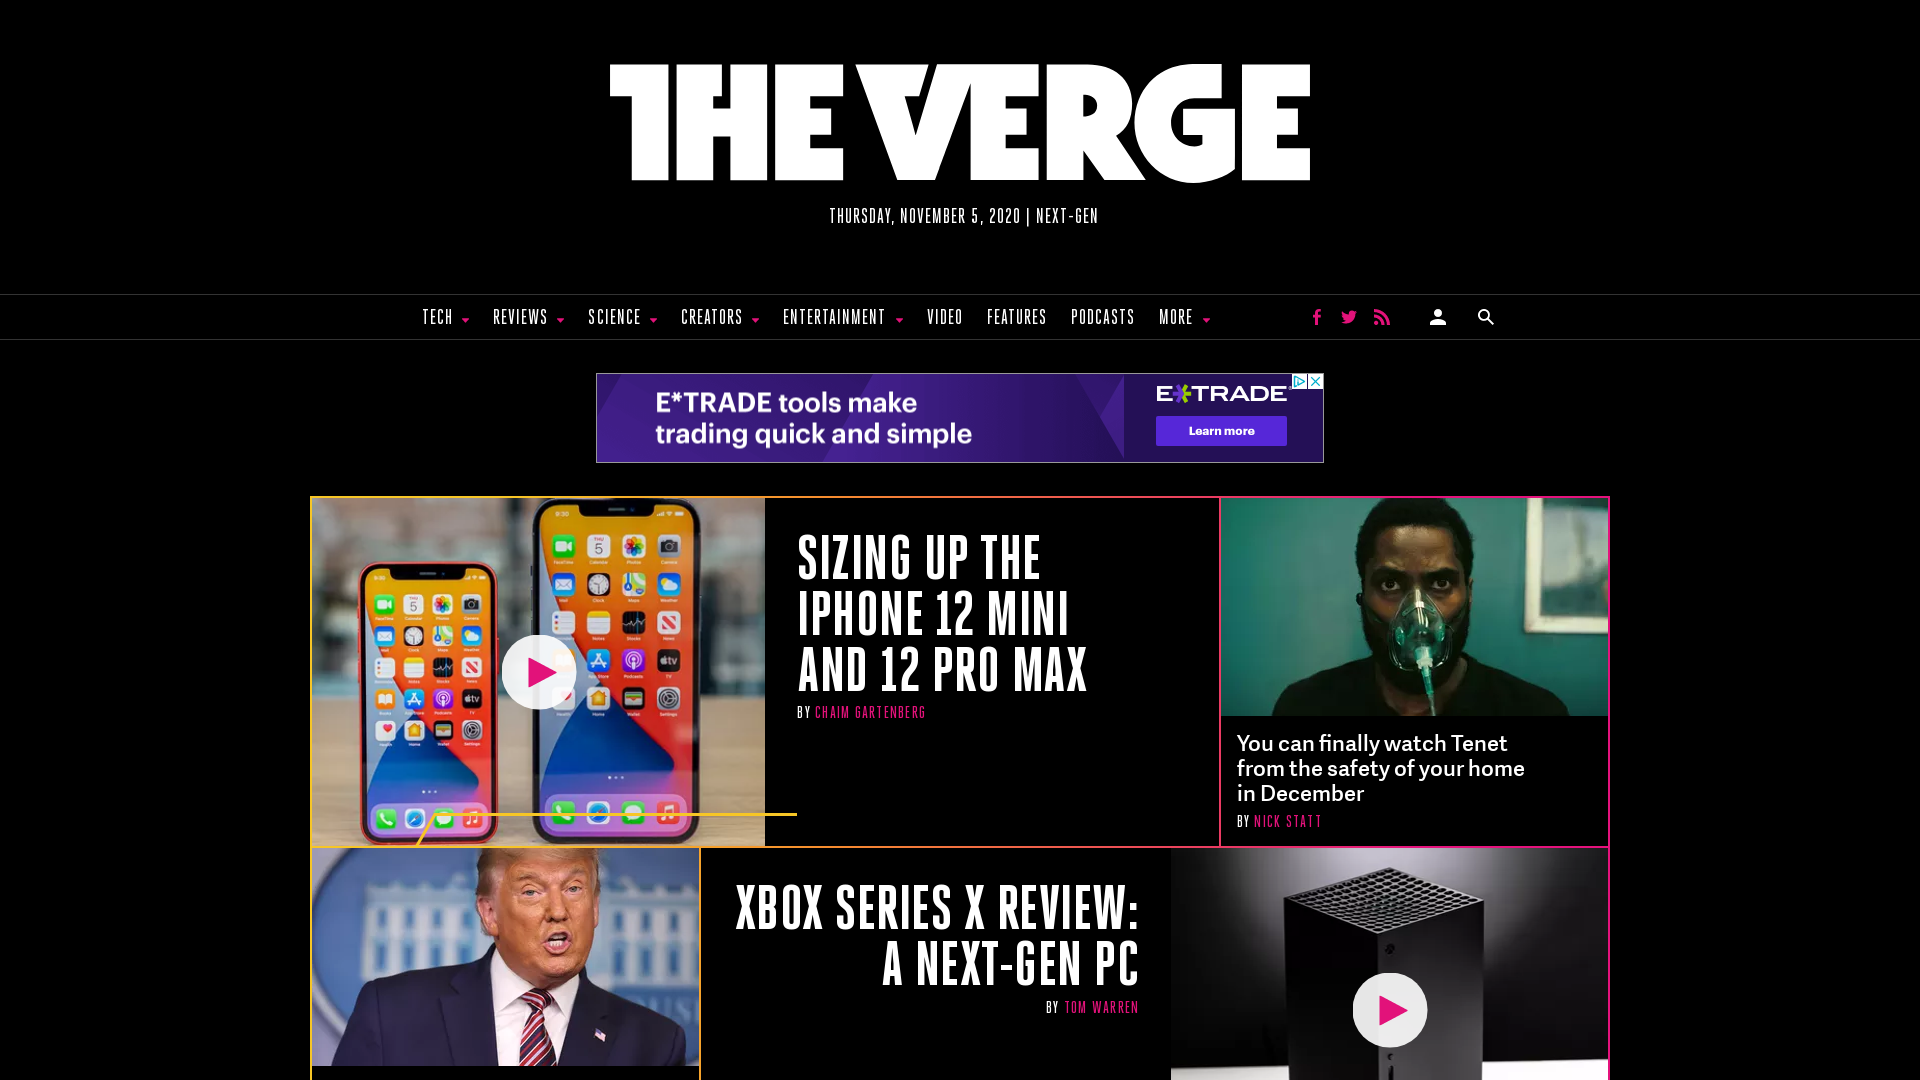 THE VERGE
THURSDAY, NOVEMBER 5, 2020 | NEXT-GEN
TECH REVIEWS SCIENCE CREATORS ENTERTAINMENT VIDEO FEATURES PODCASTS MORE
E*TRADE tools make
trading quick and simple
E*TRADE
Learn more
SIZING UP THE
IPHONE 12 MINI
AND 12 PRO MAX
BY CHAIM GARTENBERG
You can finally watch Tenet
from the safety of your home
in December
BY NICK STATT
XBOX SERIES X REVIEW:
A NEXT-GEN PC
BY TOM WARREN